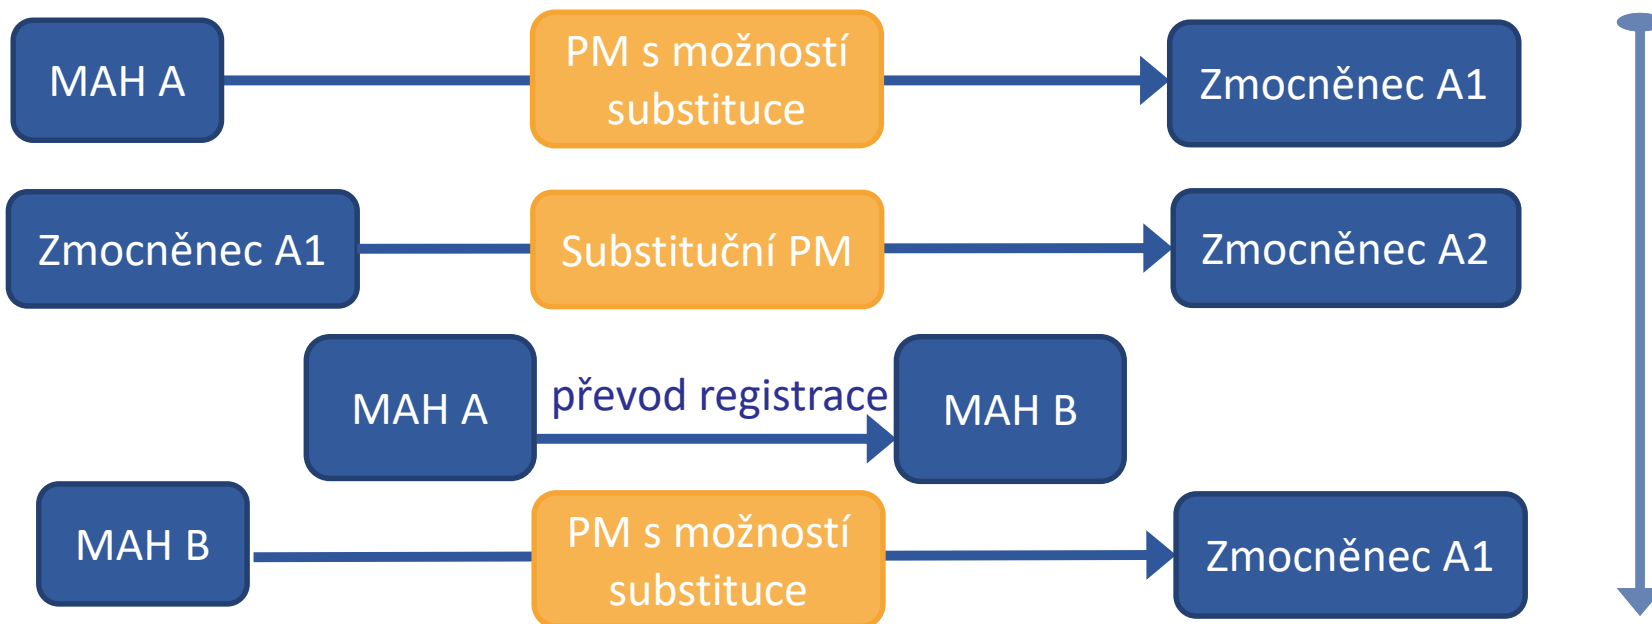 MAH A
PM s možností
substituce
Zmocněnec A1
Zmocněnec A1
Substituční PM
Zmocněnec A2
MAH A
převod registrace
MAH B
MAH B
PM s možností
substituce
Zmocněnec A1